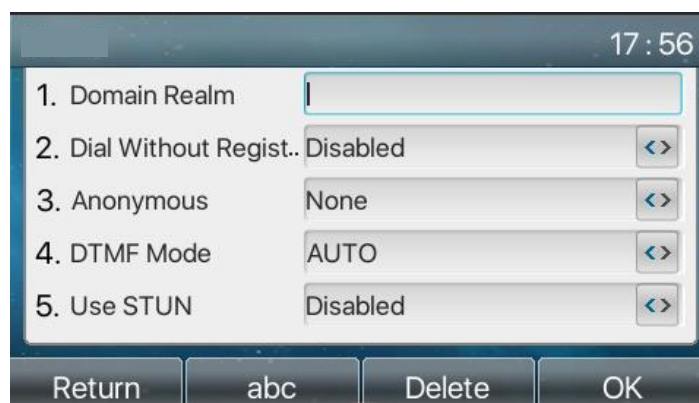 17 : 56
1. Domain Realm
2. Dial Without Regist.. Disabled
3. Anonymous None
4. DTMF Mode AUTO
5. Use STUN Disabled
Return abc Delete OK